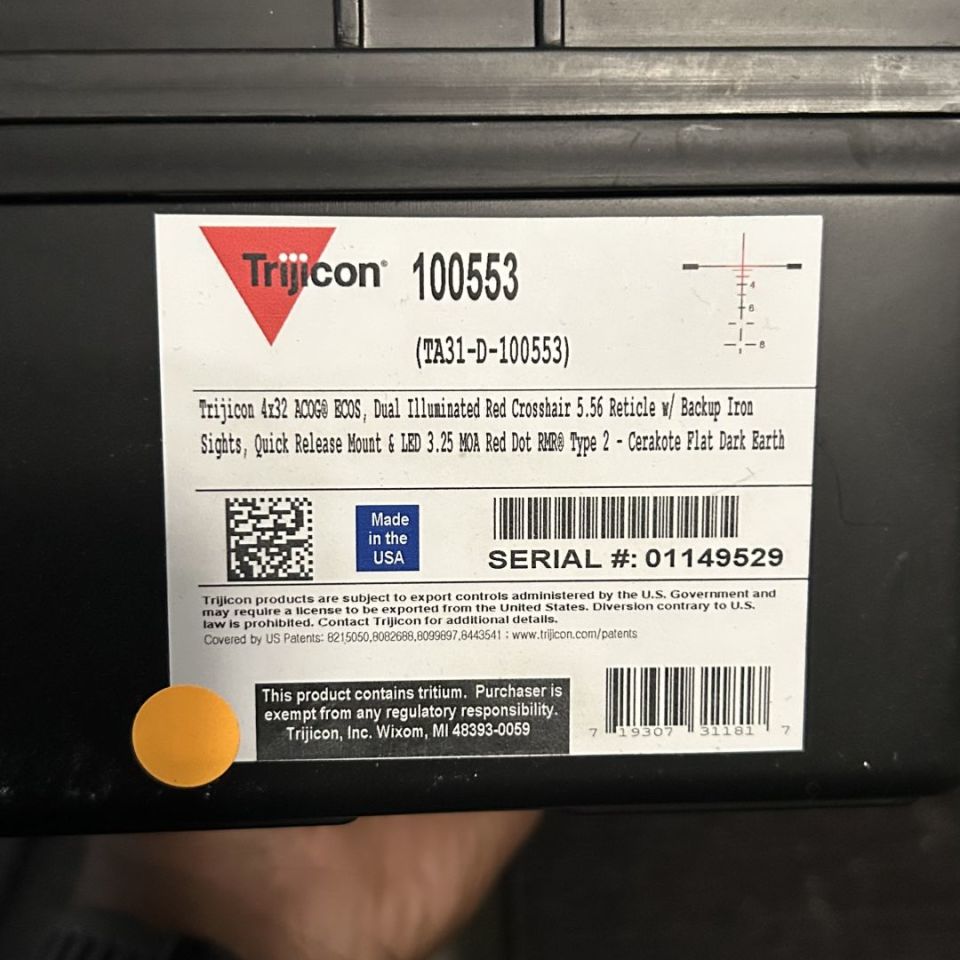 Trijicon® 100553
(TA31-D-100553)
4
6
8
Trijicon 4x32 ACOG® ECOS, Dual Illuminated Red Crosshair 5.56 Reticle w/ Backup Iron
Sights, Quick Release Mount & LED 3.25 MOA Red Dot RMR® Type 2 - Cerakote Flat Dark Earth
Made
in the
USA
SERIAL #: 01149529
Trijicon products are subject to export controls administered by the U.S. Government and
may require a license to be exported from the United States. Diversion contrary to U.S.
law is prohibited. Contact Trijicon for additional details.
Covered by US Patents: 8215050,8082688,8099897,8443541 ; www.trijicon.com/patents
This product contains tritium. Purchaser is
exempt from any regulatory responsibility.
Trijicon, Inc. Wixom, MI 48393-0059
7 19307 31181 7